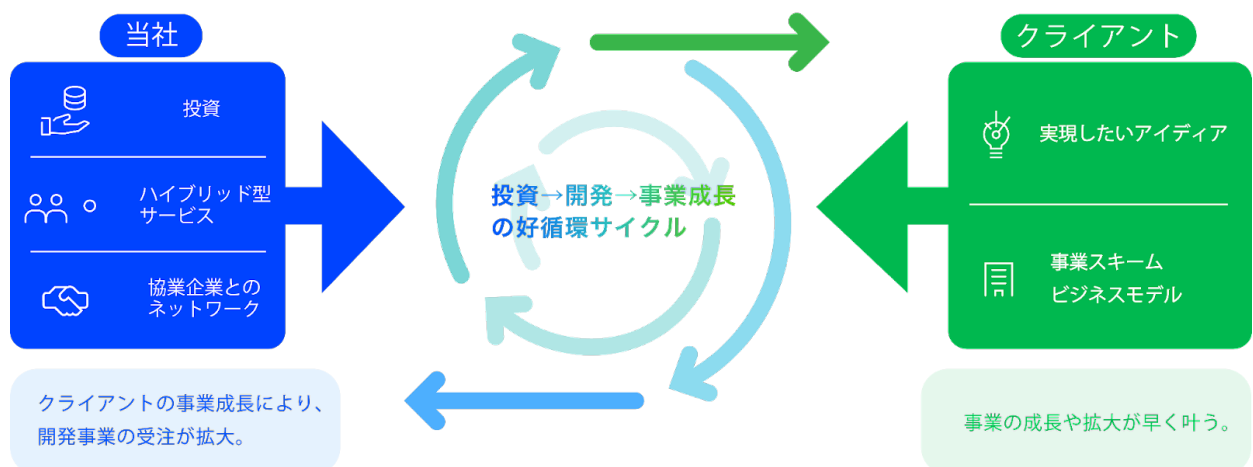 当社
投資
ハイブリッド型
サービス
協業企業との
ネットワーク
クライアントの事業成長により、
開発事業の受注が拡大。
投資→開発→事業成長
の好循環サイクル
クライアント
実現したいアイディア
事業スキーム
ビジネスモデル
事業の成長や拡大が早く叶う。